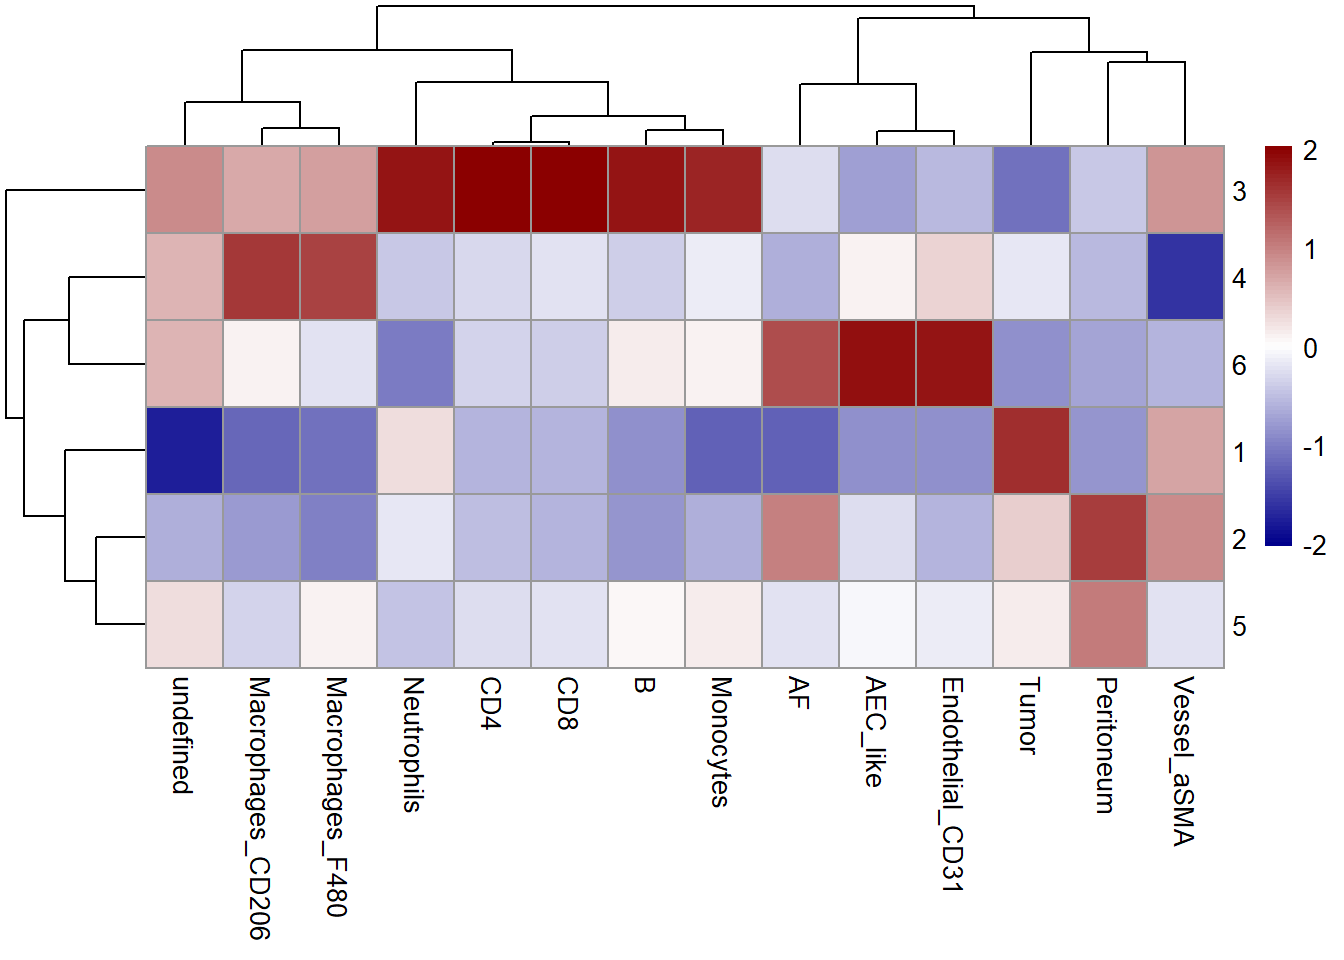 3
4
6
1
2
5
2
1
0
-1
-2
undefined
Macrophages_CD206
Macrophages_F480
Neutrophils
CD4
CD8
B
Monocytes
AF
AEC_like
Endothelial_CD31
Tumor
Peritoneum
Vessel_aSMA